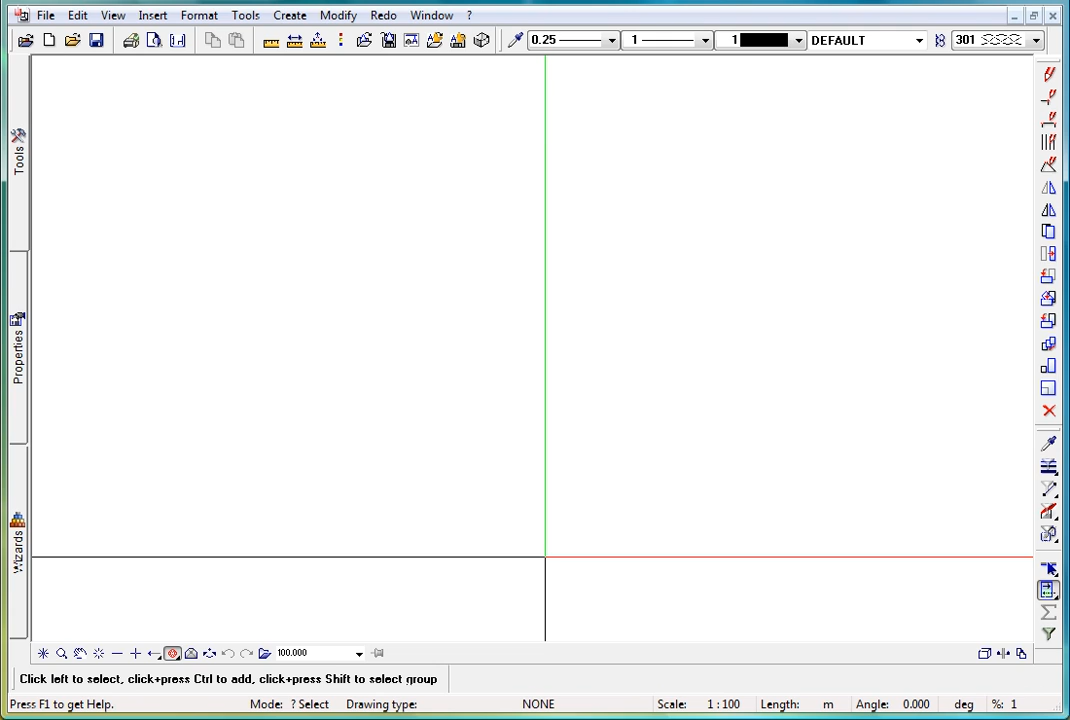 File Edit View Insert Format Tools Create Modify Redo Window ?
0.25 1 1 DEFAULT 301
Tools
Properties
Wizards
100.000
Click left to select, click+press Ctrl to add, click+press Shift to select group
Press F1 to get Help. Mode: ? Select Drawing type: NONE Scale: 1 : 100 Length: m Angle: 0.000 deg %: 1